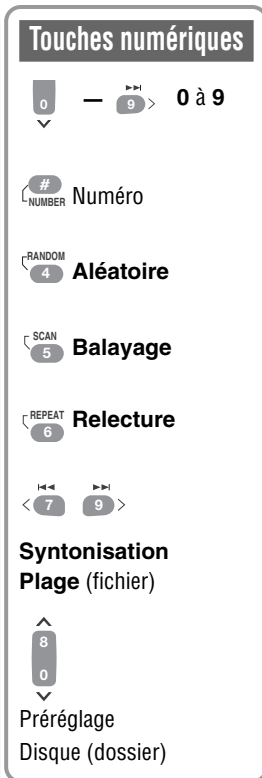 Touches numériques
0 — 9 0 à 9
# NUMBER Numéro
RANDOM 4 Aléatoire
SCAN 5 Balayage
REPEAT 6 Relecture
7 9
Syntonisation
Plage (fichier)
8
0
Préréglage
Disque (dossier)